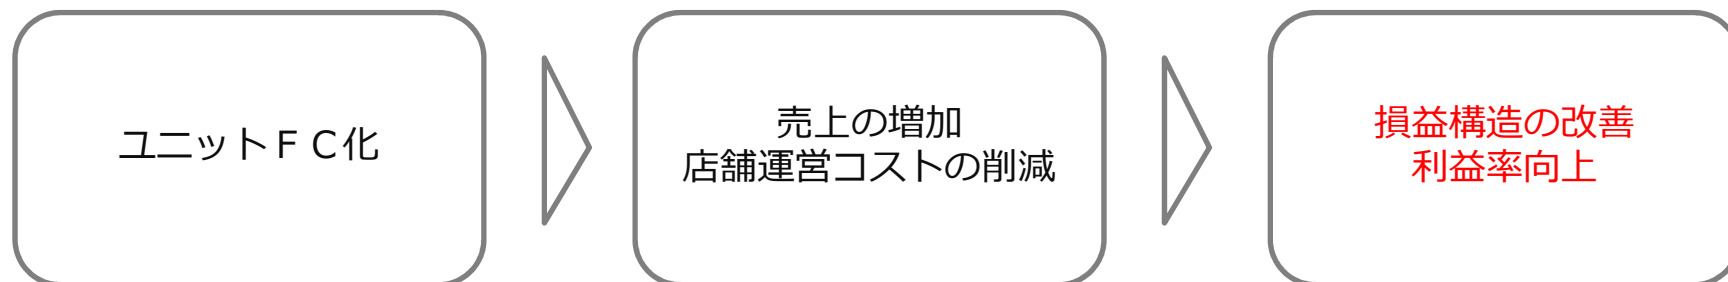 ユニットＦＣ化
売上の増加
店舗運営コストの削減
損益構造の改善
利益率向上